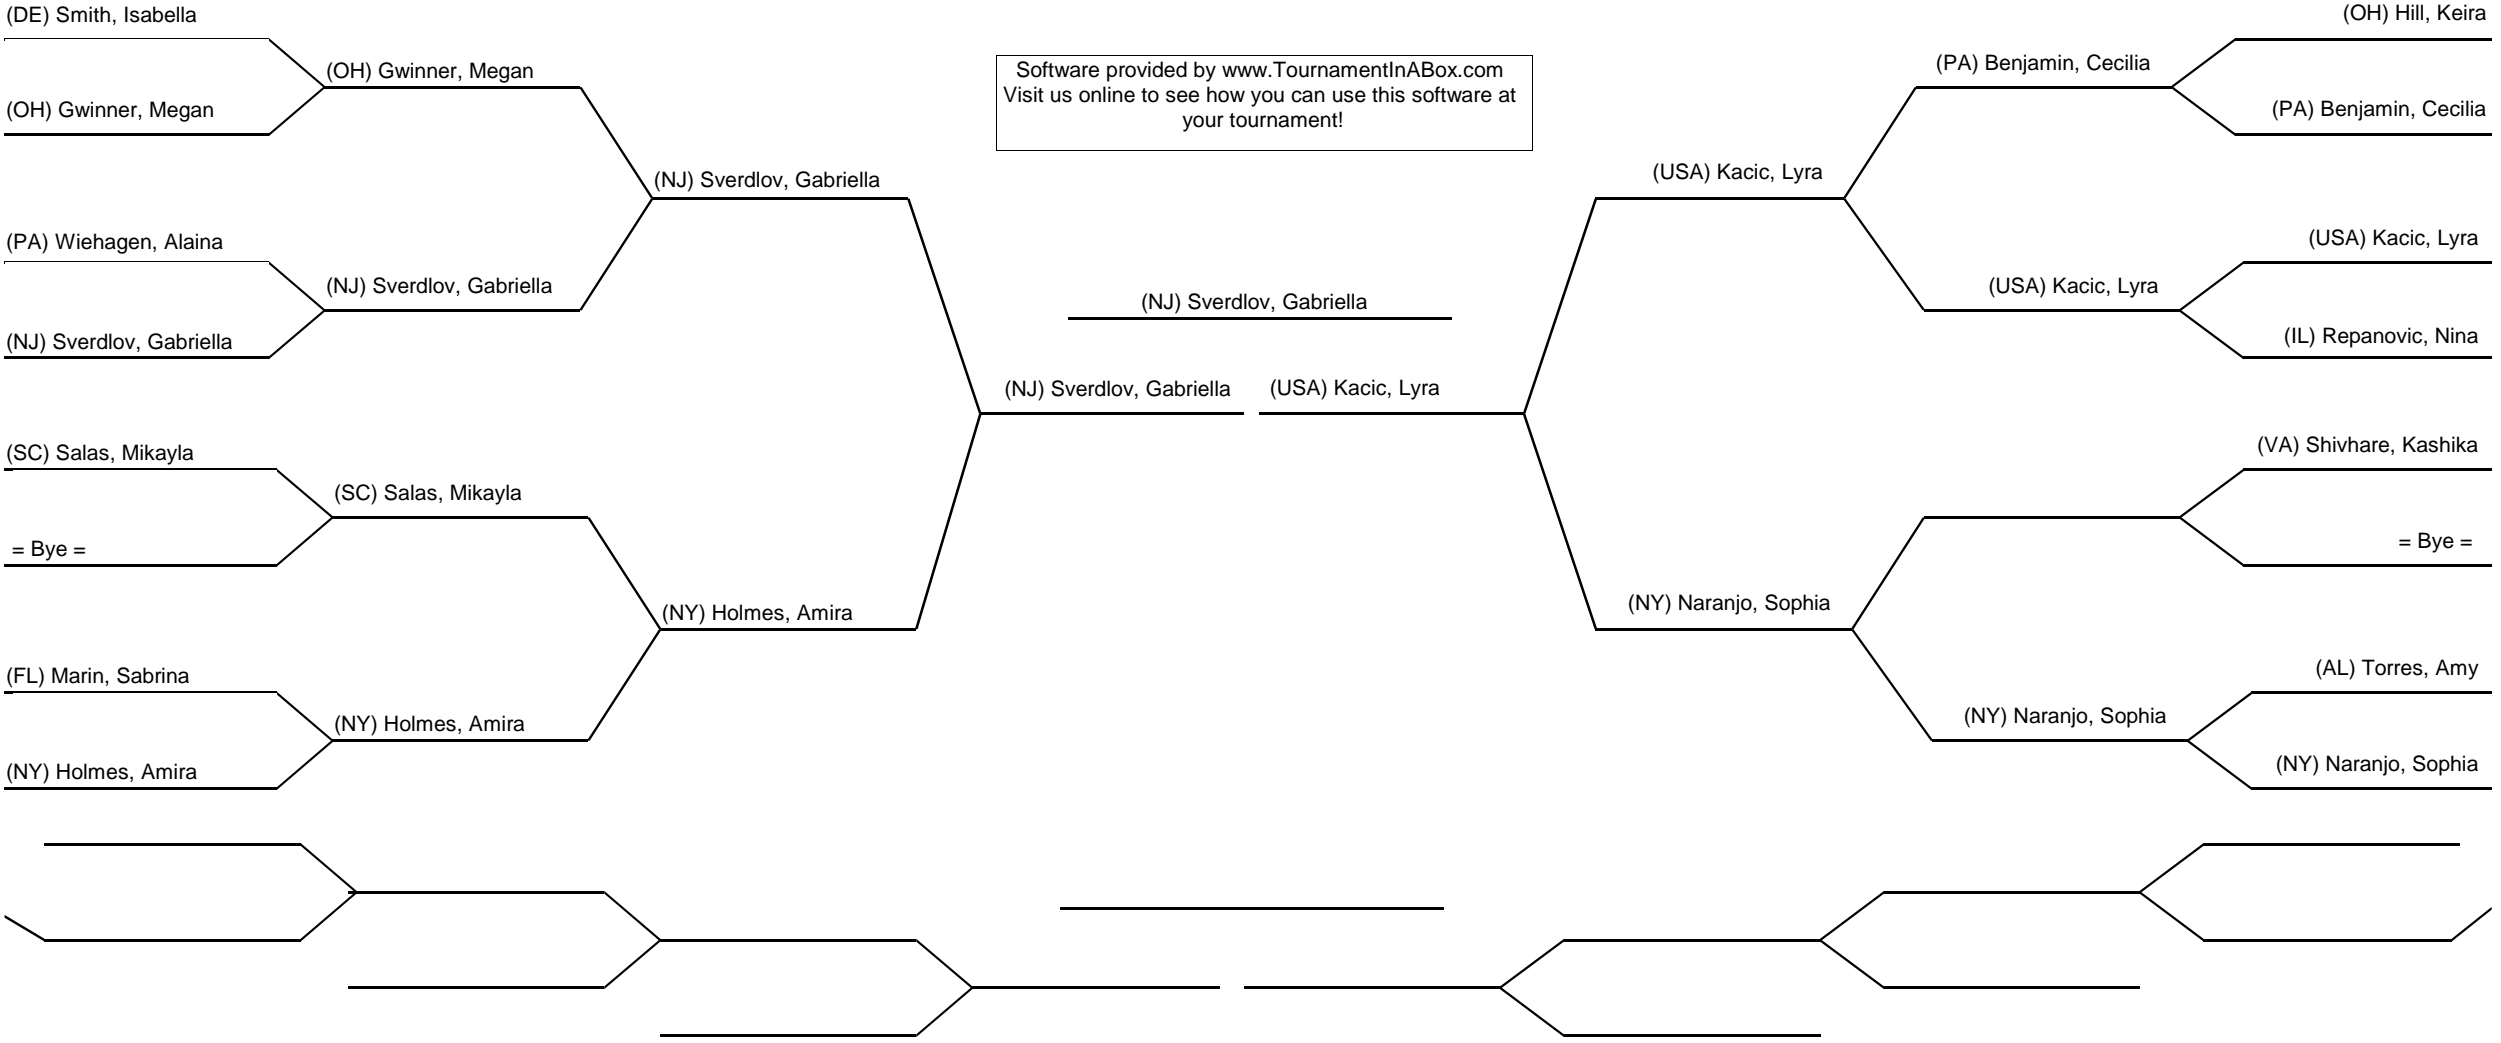 (DE) Smith, Isabella
(OH) Gwinner, Megan
(PA) Wiehagen, Alaina
(NJ) Sverdlov, Gabriella
(SC) Salas, Mikayla
= Bye =
(FL) Marin, Sabrina
(NY) Holmes, Amira
(OH) Gwinner, Megan
(NJ) Sverdlov, Gabriella
(SC) Salas, Mikayla
(NY) Holmes, Amira
(NJ) Sverdlov, Gabriella
(NY) Holmes, Amira
Software provided by www.TournamentInABox.com
Visit us online to see how you can use this software at
your tournament!
(NJ) Sverdlov, Gabriella
(NJ) Sverdlov, Gabriella
(USA) Kacic, Lyra
(USA) Kacic, Lyra
(NY) Naranjo, Sophia
(PA) Benjamin, Cecilia
(USA) Kacic, Lyra
(NY) Naranjo, Sophia
(OH) Hill, Keira
(PA) Benjamin, Cecilia
(USA) Kacic, Lyra
(IL) Repanovic, Nina
(VA) Shivhare, Kashika
= Bye =
(AL) Torres, Amy
(NY) Naranjo, Sophia